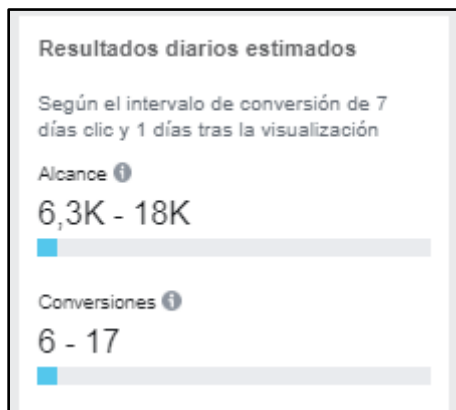 Resultados diarios estimados
Según el intervalo de conversión de 7
días clic y 1 días tras la visualización
Alcance
6,3K - 18K
Conversiones
6 - 17